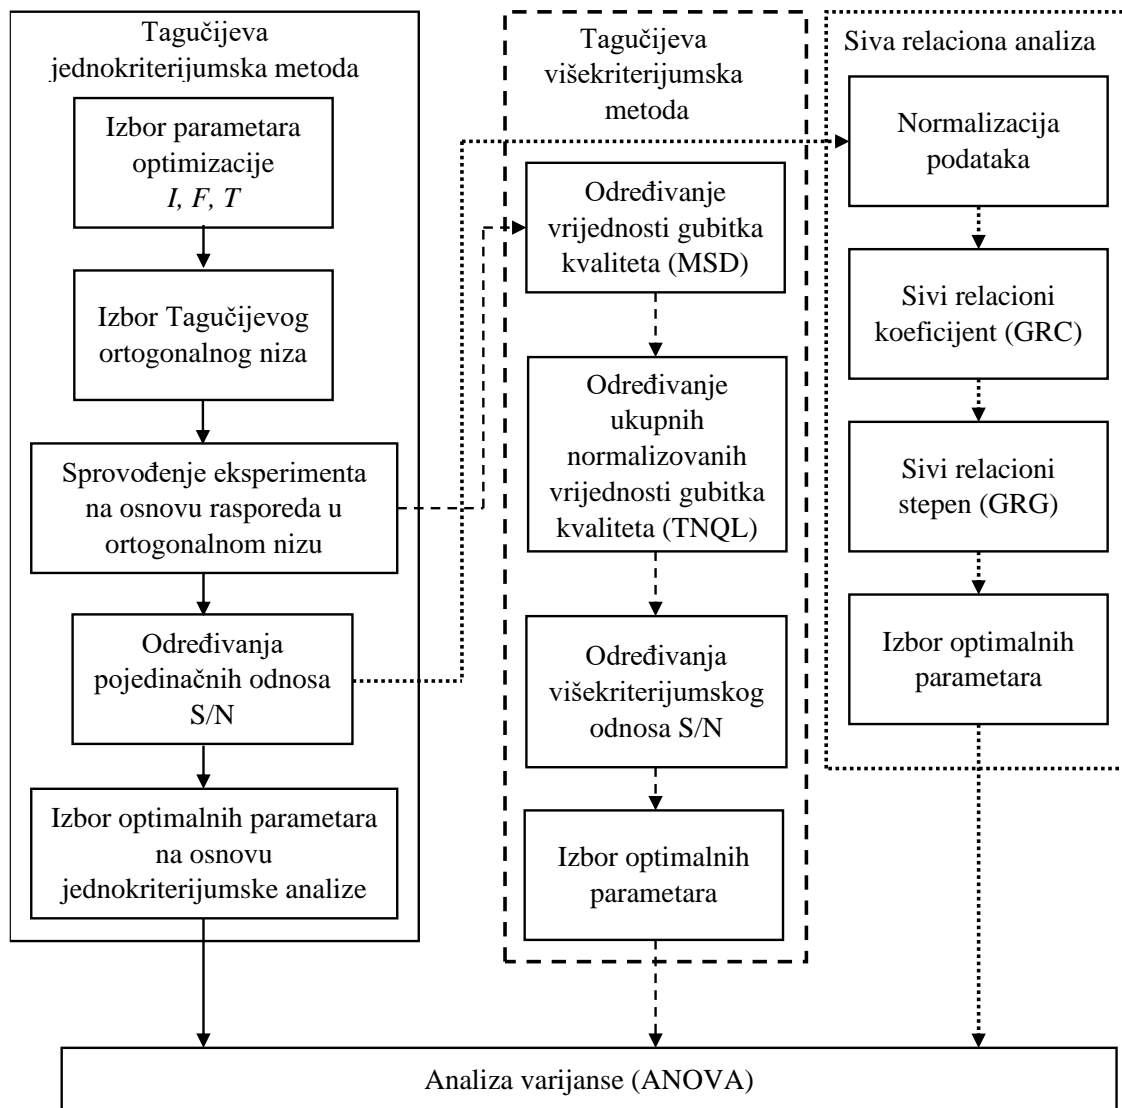 Tagučijeva
jednokriterijumska metoda
Izbor parametara
optimizacije
I, F, T
Izbor Tagučijevog
ortogonalnog niza
Sprovođenje eksperimenta
na osnovu rasporeda u
ortogonalnom nizu
Određivanja
pojedinačnih odnosa
S/N
Izbor optimalnih parametara
na osnovu
jednokriterijumske analize
Tagučijeva
višekriterijumska
metoda
Određivanje
vrijednosti gubitka
kvaliteta (MSD)
Određivanje
ukupnih
normalizovanih
vrijednosti gubitka
kvaliteta (TNQL)
Određivanja
višekriterijumskog
odnosa S/N
Izbor optimalnih
parametara
Siva relaciona analiza
Normalizacija
podataka
Sivi relacioni
koeficijent (GRC)
Sivi relacioni
stepen (GRG)
Izbor optimalnih
parametara
Analiza varijanse (ANOVA)